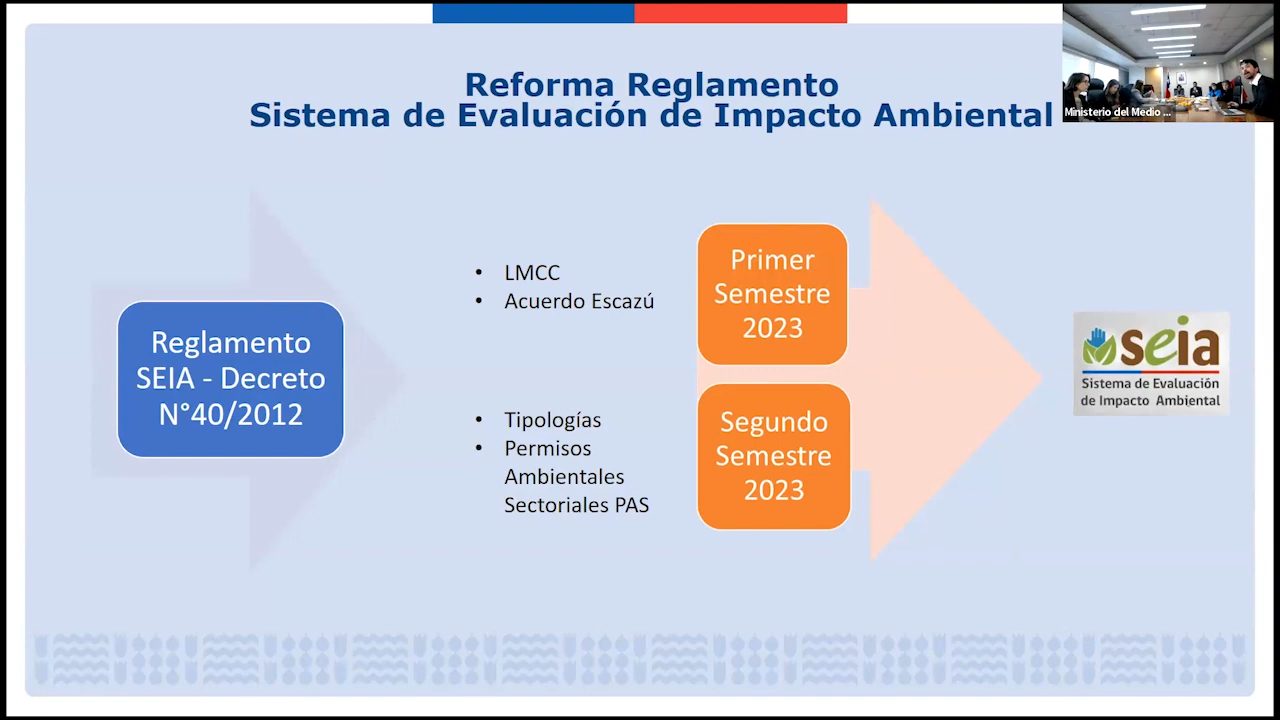 Reforma Reglamento
Sistema de Evaluación de Impacto Ambiental
Ministerio del Medio ...
Reglamento
SEIA - Decreto
N°40/2012
• LMCC
• Acuerdo Escazú
Primer
Semestre
2023
• Tipologías
• Permisos
Ambientales
Sectoriales PAS
Segundo
Semestre
2023
seia
Sistema de Evaluación
de Impacto Ambiental